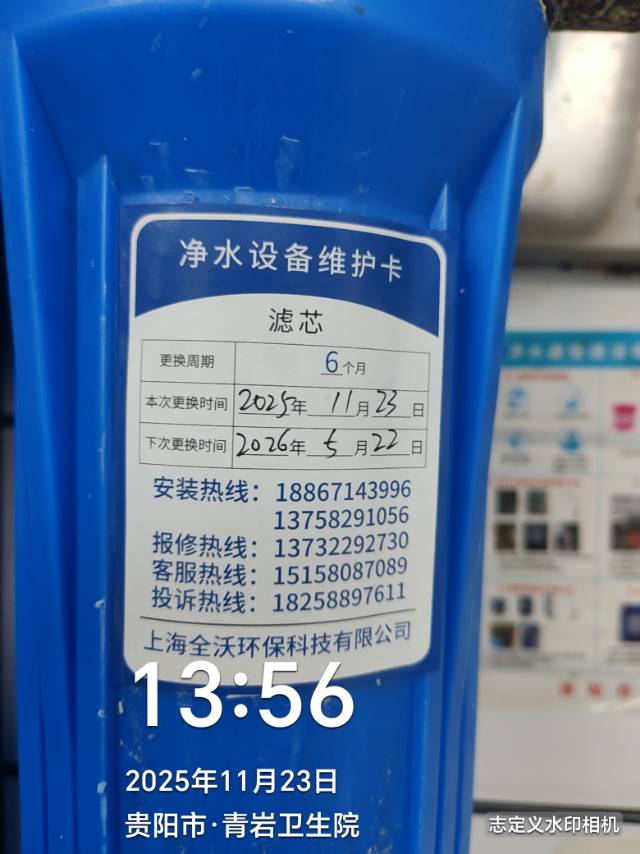 净水设备维护卡
滤芯
更换周期 6个月
本次更换时间 2025年 11月 23日
下次更换时间 2026年 5月 22日
安装热线：18867143996
13758291056
报修热线：13732292730
客服热线：15158087089
投诉热线：18258897611
上海全沃环保科技有限公司
13:56
2025年11月23日
贵阳市·青岩卫生院
志定义水印相机